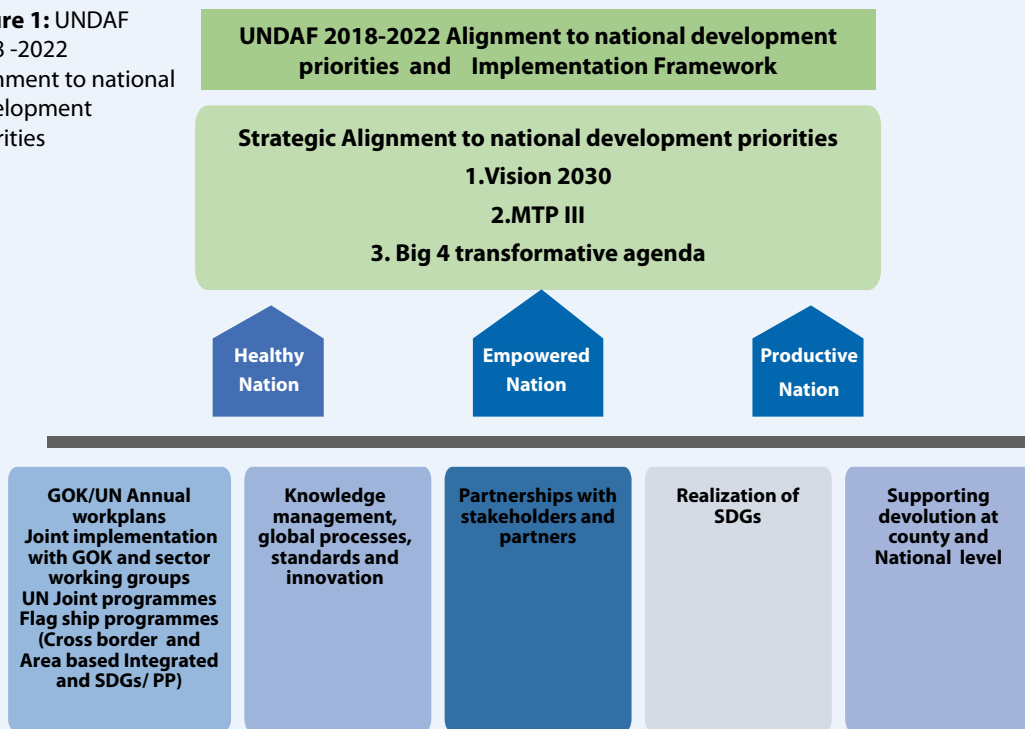 ure 1: UNDAF
-2022
nment to national
elopment
rities
UNDAF 2018-2022 Alignment to national development
priorities and Implementation Framework
Strategic Alignment to national development priorities
1.Vision 2030
2.MTP III
3. Big 4 transformative agenda
Healthy
Nation
Empowered
Nation
Productive
Nation
GOK/UN Annual
workplans
Joint implementation
with GOK and sector
working groups
UN Joint programmes
Flag ship programmes
(Cross border and
Area based Integrated
and SDGs/ PP)
Knowledge
management,
global processes,
standards and
innovation
Partnerships with
stakeholders and
partners
Realization of
SDGs
Supporting
devolution at
county and
National level